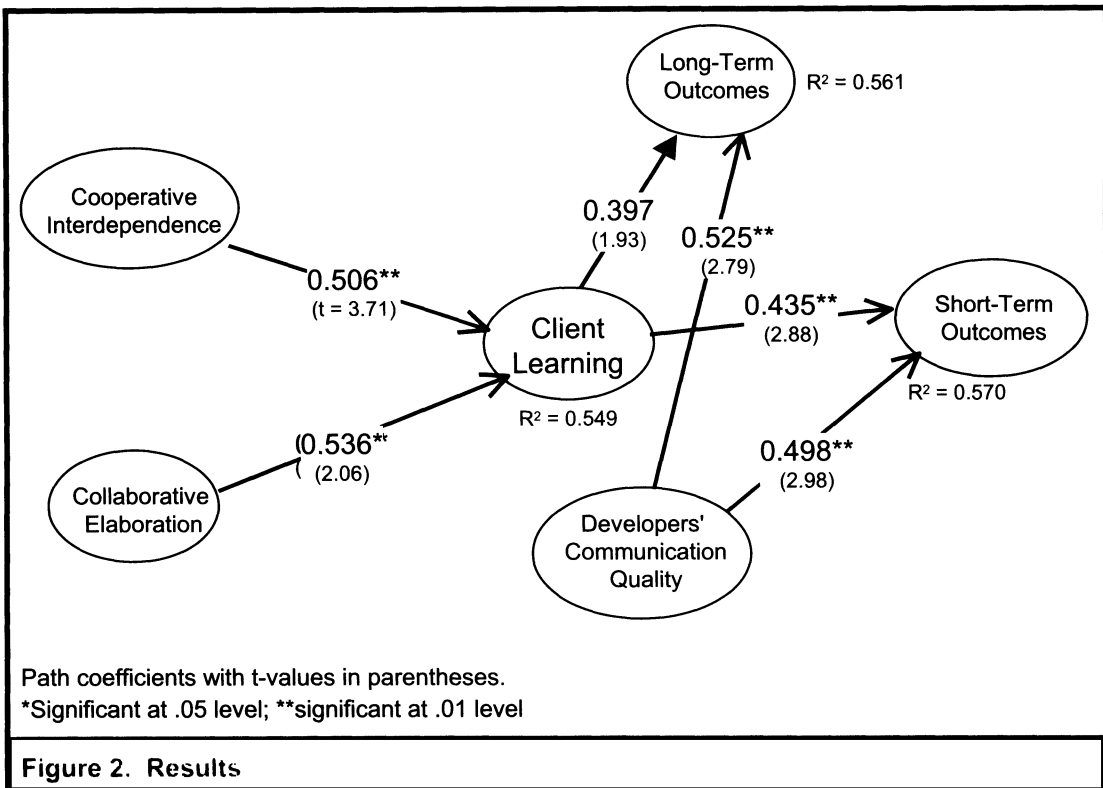 Long-Term
Outcomes
R² = 0.561
Cooperative
Interdependence
0.397
(1.93)
0.525**
(2.79)
0.506**
(t = 3.71)
Client
Learning
R² = 0.549
0.435**
(2.88)
Short-Term
Outcomes
R² = 0.570
(0.536**
( (2.06)
0.498**
(2.98)
Collaborative
Elaboration
Developers'
Communication
Quality
Path coefficients with t-values in parentheses.
*Significant at .05 level; **significant at .01 level
Figure 2. Results